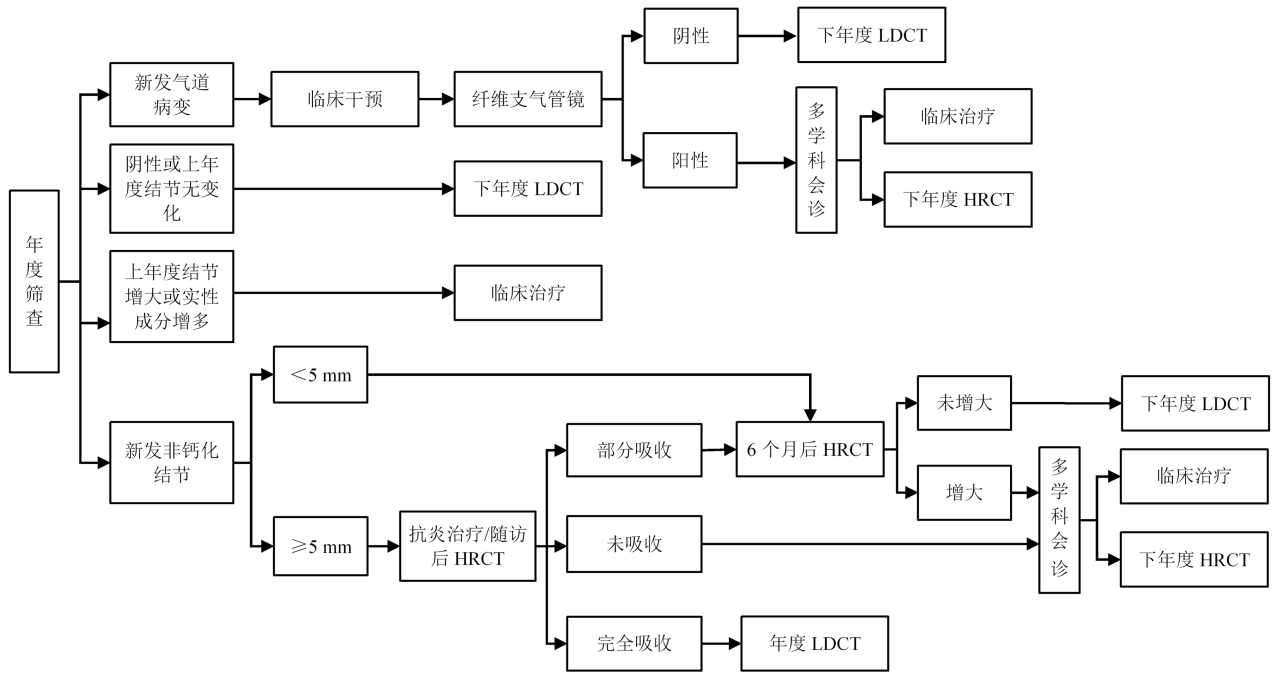 年度筛查
新发气道
病变
临床干预
纤维支气管镜
阴性
下年度 LDCT
阳性
多学科会诊
临床治疗
下年度 HRCT
阴性或上年
度结节无变
化
下年度 LDCT
上年度结节
增大或实性
成分增多
临床治疗
新发非钙化
结节
＜5 mm
≥5 mm
抗炎治疗/随访
后 HRCT
部分吸收
6 个月后 HRCT
未增大
下年度 LDCT
增大
未吸收
多学科会诊
临床治疗
下年度 HRCT
完全吸收
年度 LDCT